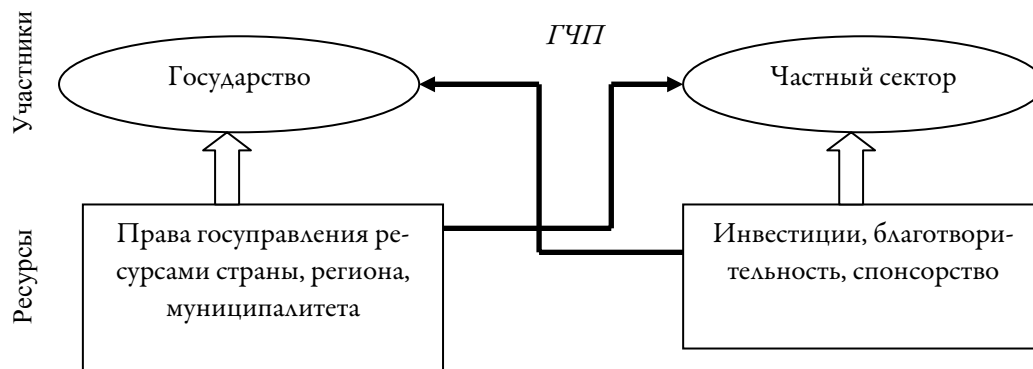 ГЧП
Участники
Государство
Частный сектор
Ресурсы
Права госуправления ре-
сурсами страны, региона,
муниципалитета
Инвестиции, благотвори-
тельность, спонсорство